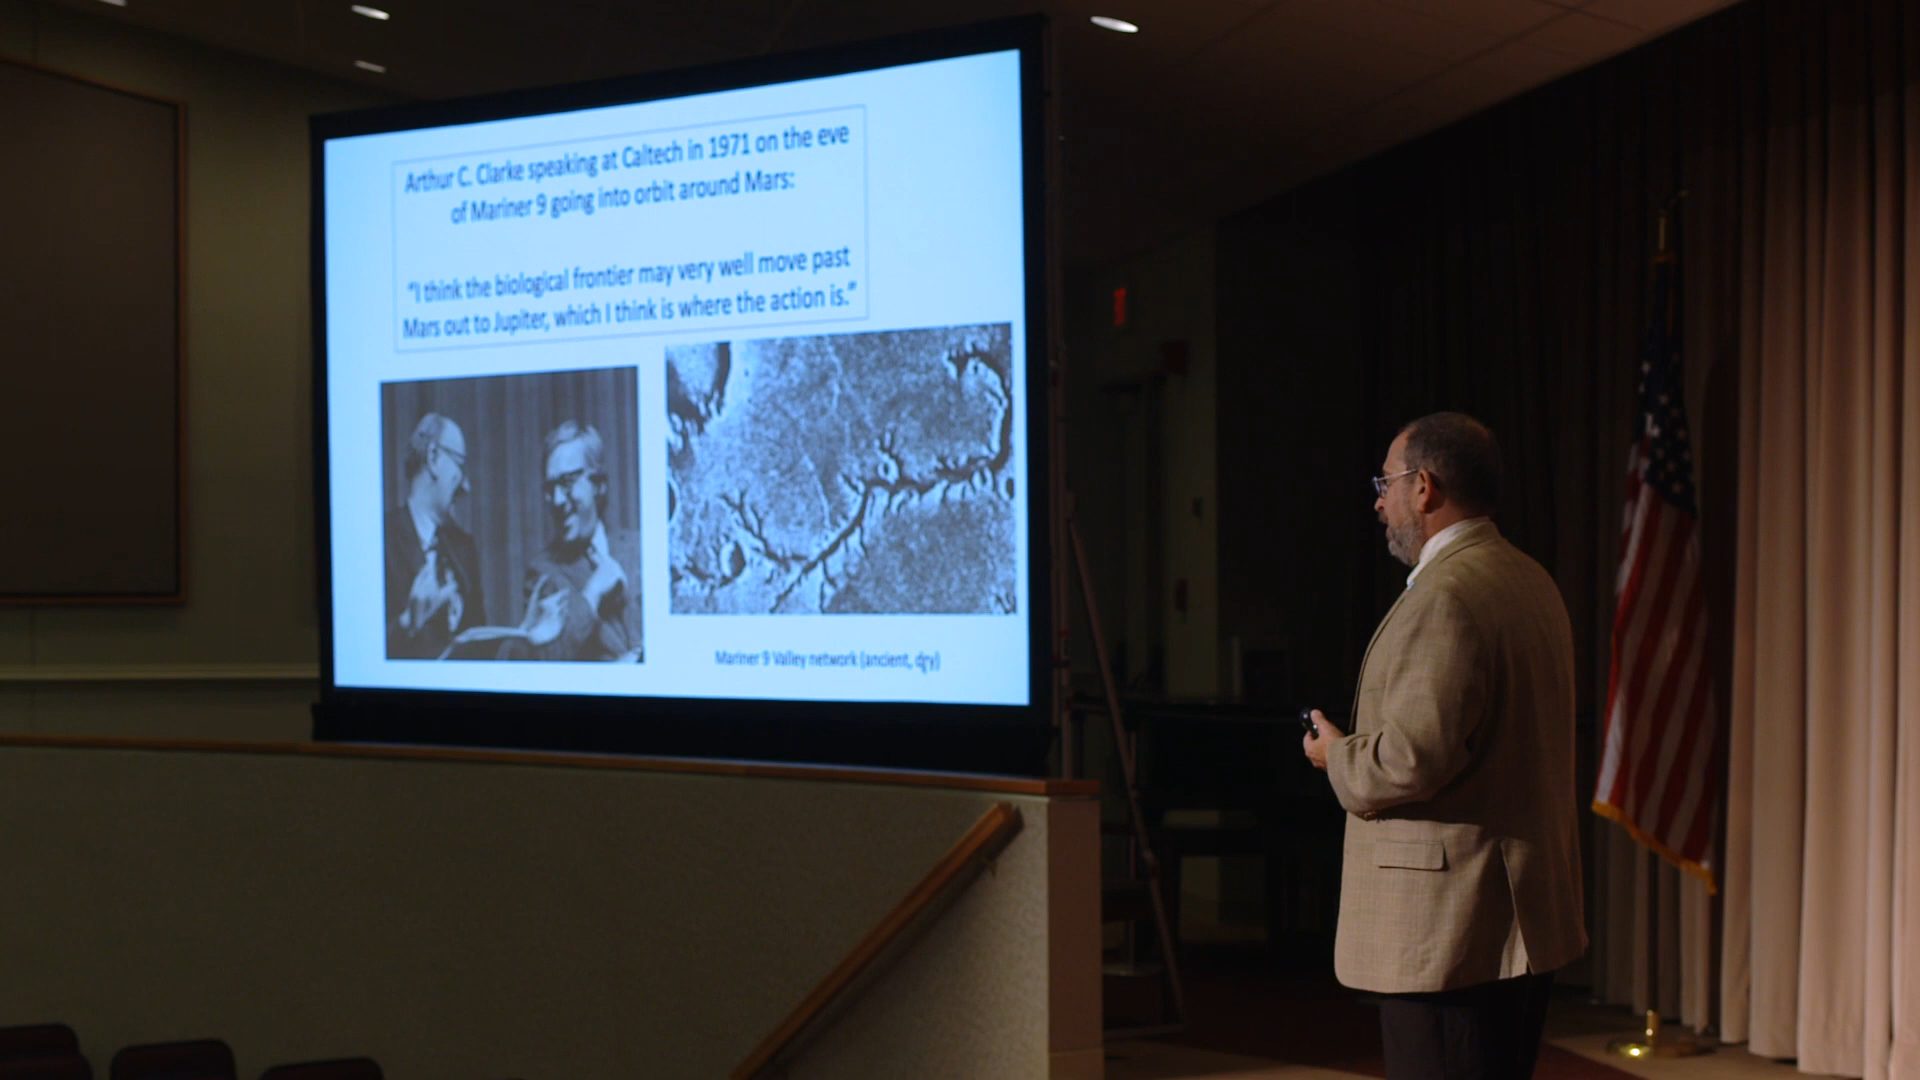 Arthur C. Clarke speaking at Caltech in 1971 on the eve
of Mariner 9 going into orbit around Mars:
"I think the biological frontier may very well move past
Mars out to Jupiter, which I think is where the action is."
Mariner 9 Valley network (ancient, dry)